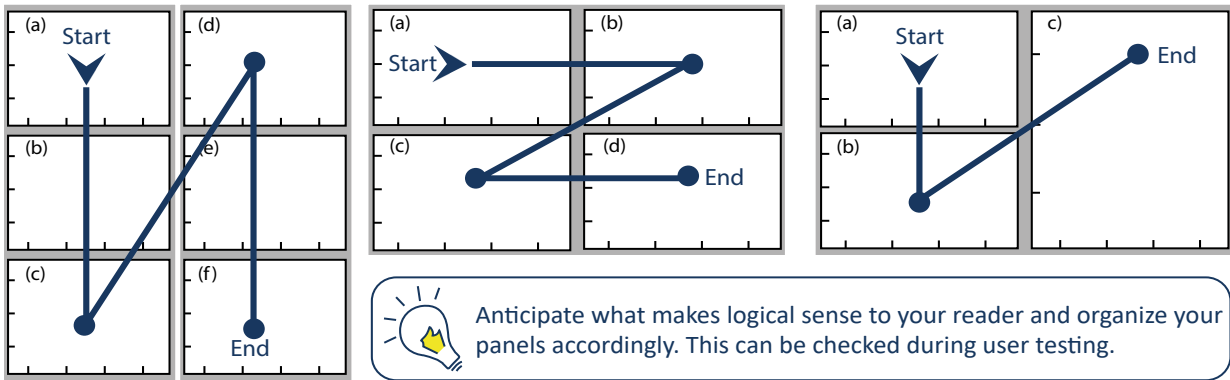 (a)
Start
(b)
(c)
(d)
(e)
(f)
End
(a)
Start
(b)
(c)
(d)
End
(a)
Start
(b)
c)
End
Anticipate what makes logical sense to your reader and organize your
panels accordingly. This can be checked during user testing.